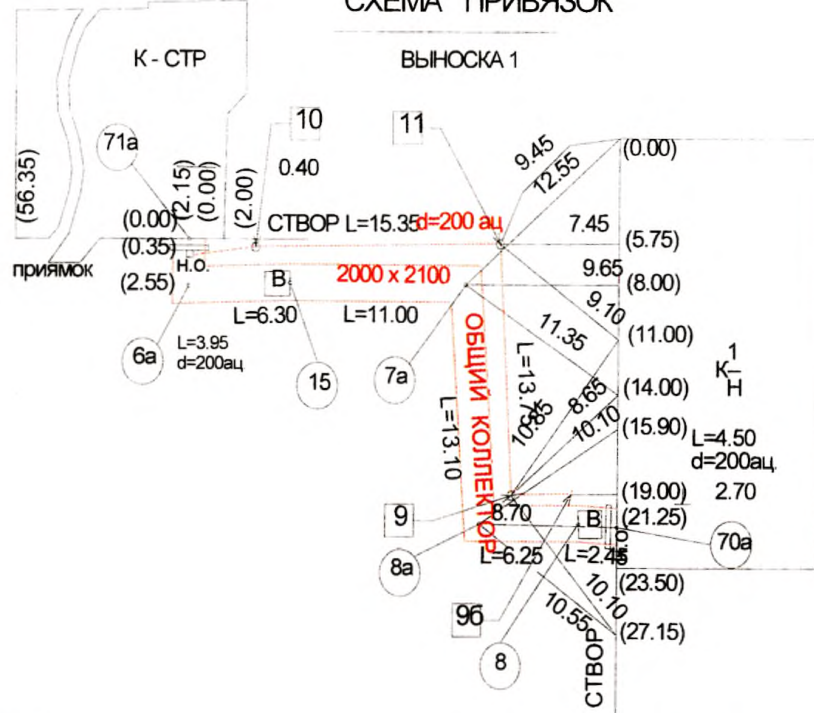 СХЕМА ПРИВЯЗОК
К - СТР
ВЫНОСКА 1
10
11
71а
0.40
9.45
12.55
(0.00)
(56.35)
(2.15)
(0.00)
(2.00)
(0.00)
СТВОР L=15.35
d=200 ац
7.45
(5.75)
(0.35)
приямок
н.о.
(2.55)
В
2000 x 2100
9.65
(8.00)
L=6.30
L=11.00
9.10
(11.00)
11.35
6а
L=3.95
d=200ац
15
7а
ОБЩИЙ КОЛЛЕКТОР
8.65
10.85
10.10
(14.00)
К 1
Н
(15.90)
L=4.50
d=200ац.
L=13.10
(19.00)
2.70
9
8.70
В
(21.25)
70а
8а
L=6.25
L=2.45
(23.50)
10.10
10.55
9б
(27.15)
8
СТВОР